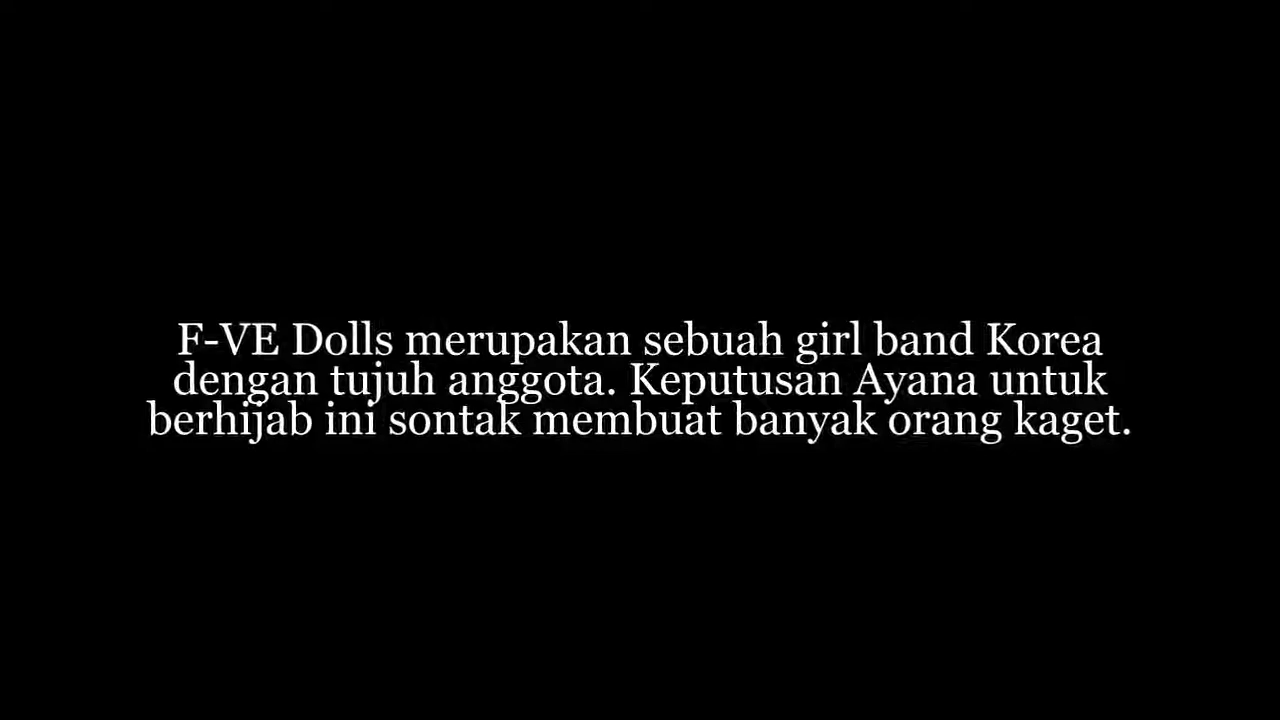 F-VE Dolls merupakan sebuah girl band Korea
dengan tujuh anggota. Keputusan Ayana untuk
berhijab ini sontak membuat banyak orang kaget.